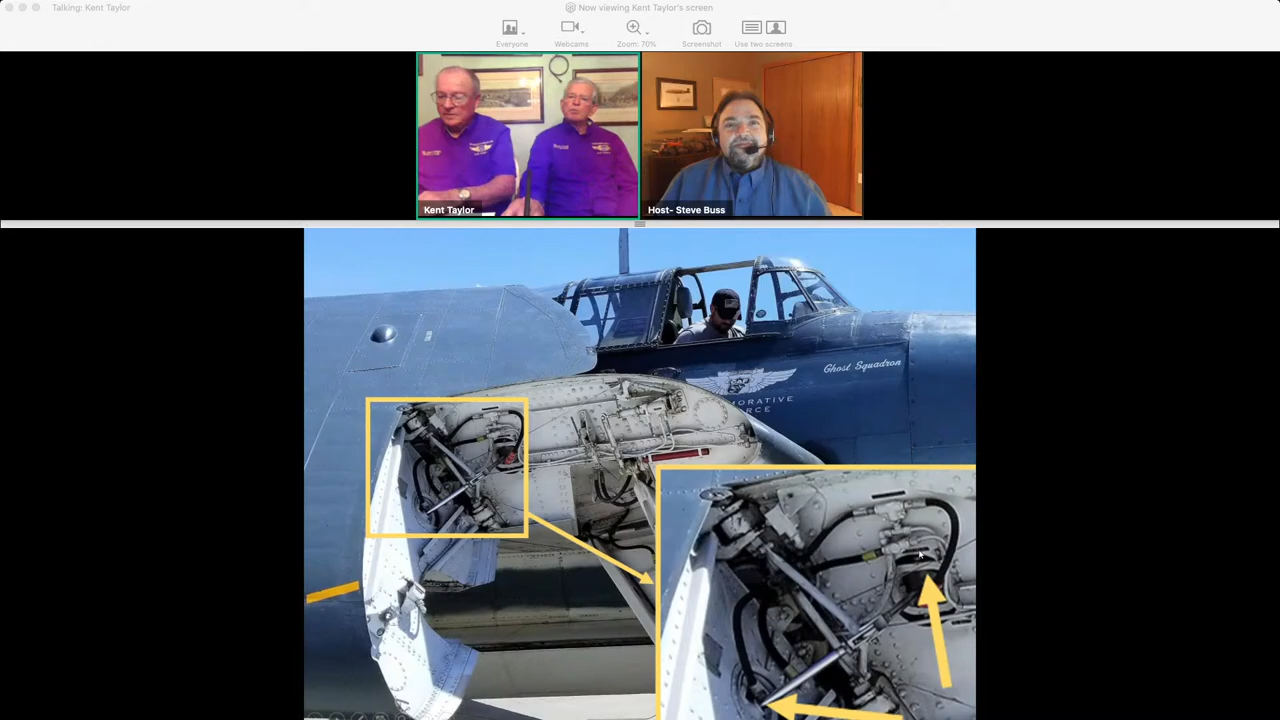 Talking: Kent Taylor
Now viewing Kent Taylor's screen
Everyone
Webcams
Zoom: 70%
Screenshot
Use two screens
Kent Taylor
Host- Steve Buss
Ghost Squadron
CAF
MORATIVE
RCE